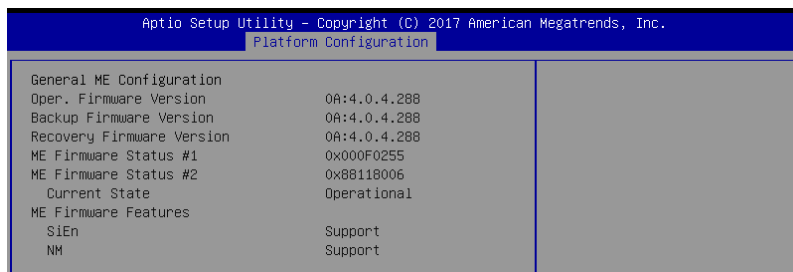 Aptio Setup Utility – Copyright (C) 2017 American Megatrends, Inc.
Platform Configuration
General ME Configuration
Oper. Firmware Version 0A:4.0.4.288
Backup Firmware Version 0A:4.0.4.288
Recovery Firmware Version 0A:4.0.4.288
ME Firmware Status #1 0x000F0255
ME Firmware Status #2 0x88118006
Current State Operational
ME Firmware Features
SiEn Support
NM Support